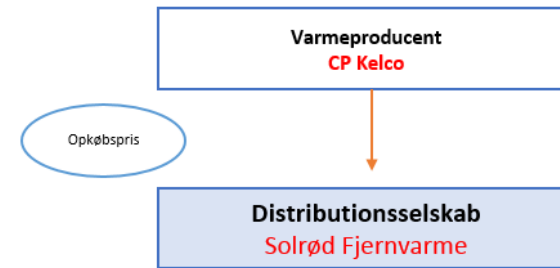 Varmeproducent
CP Kelco
Opkøbspris
Distributionsselskab
Solrød Fjernvarme